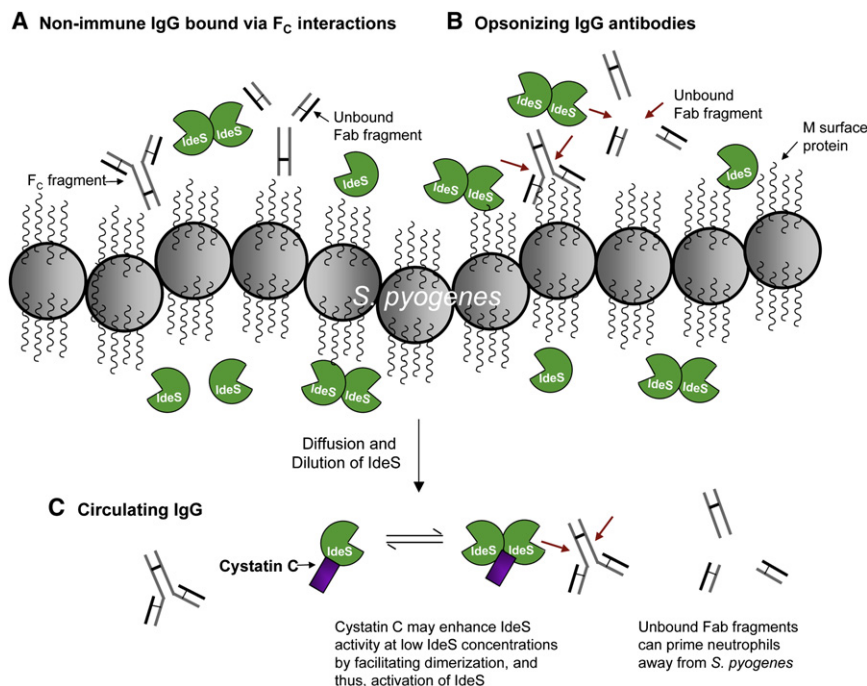 A Non-immune IgG bound via FC interactions
B Opsonizing IgG antibodies
IdeS
IdeS
Unbound
Fab fragment
FC fragment
IdeS
IdeS
IdeS
Unbound
Fab fragment
M surface
protein
IdeS
IdeS
IdeS
S. pyogenes
IdeS
IdeS
IdeS
IdeS
IdeS
IdeS
IdeS
Diffusion and
Dilution of IdeS
C Circulating IgG
IdeS
Cystatin C
IdeS
IdeS
Cystatin C may enhance IdeS
activity at low IdeS concentrations
by facilitating dimerization, and
thus, activation of IdeS
Unbound Fab fragments
can prime neutrophils
away from S. pyogenes